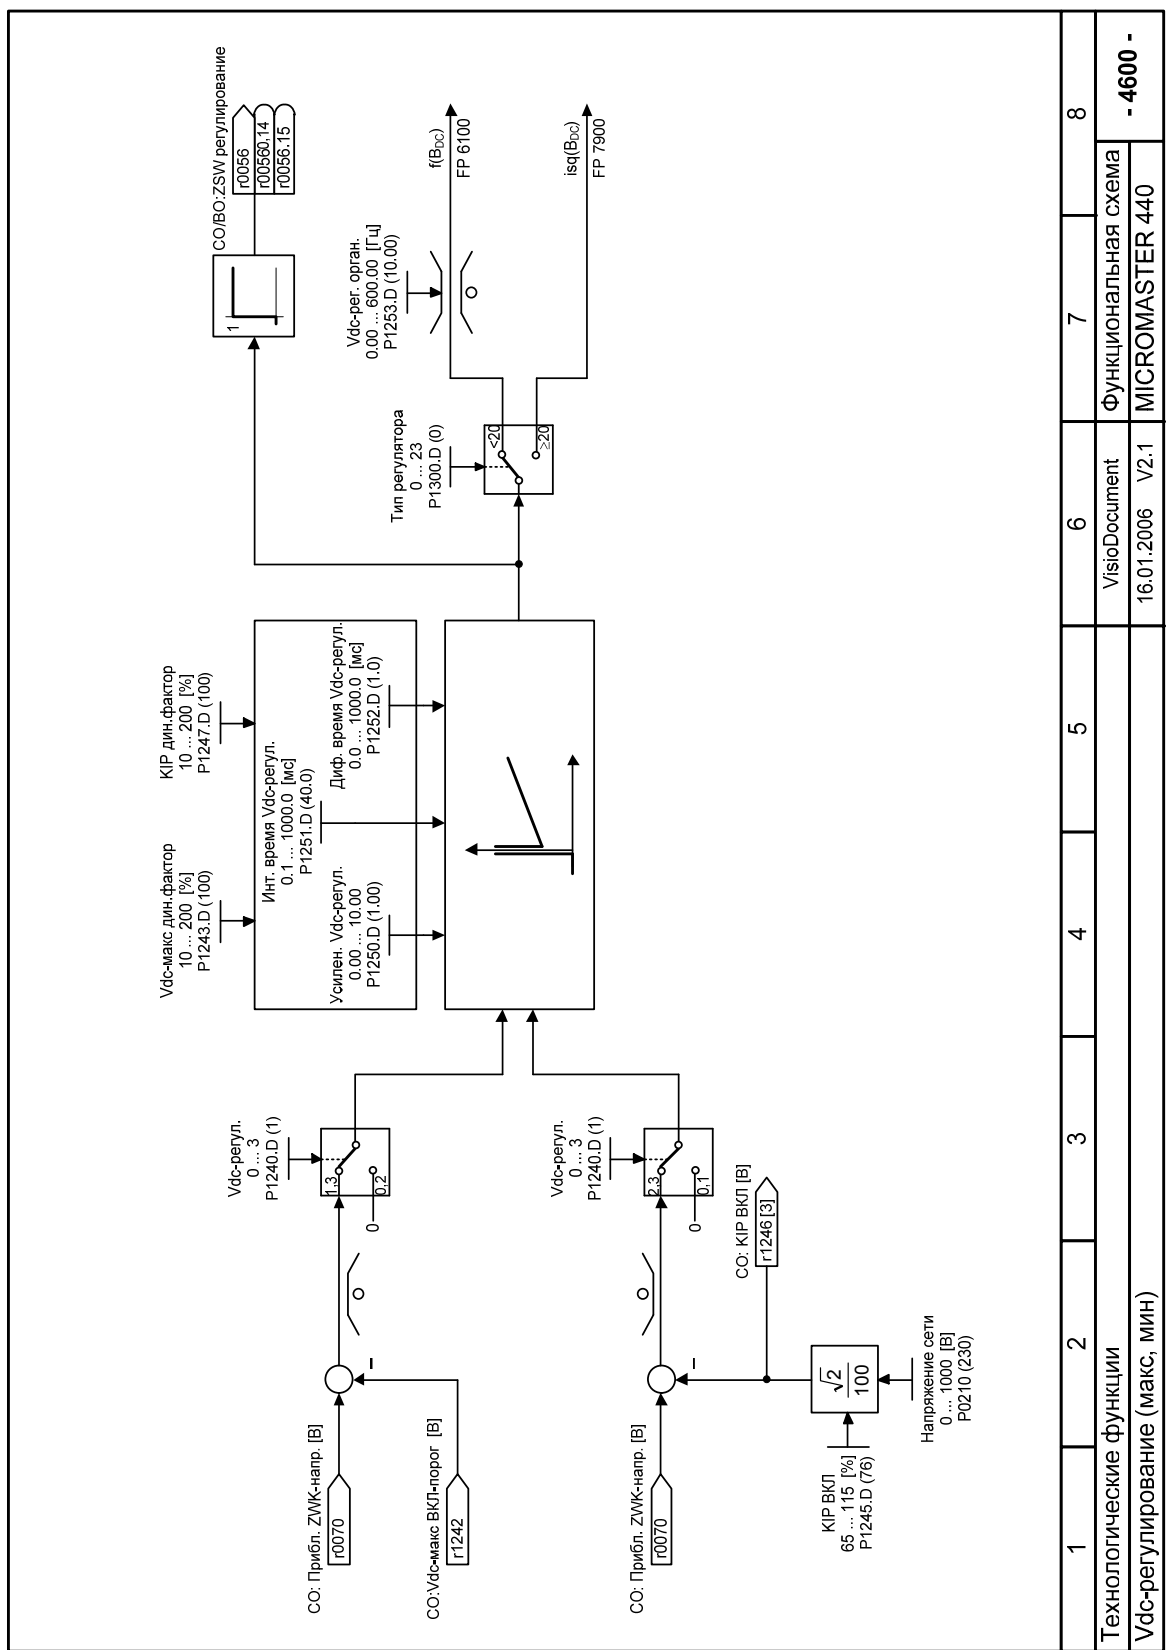 CO: Прибл. ZWK-напр. [В]
r0070
CO:Vdc-макс ВКЛ-порог [В]
r1242
CO: Прибл. ZWK-напр. [В]
r0070
KIP ВКЛ
65 ... 115 [%]
P1245.D (76)
√2
100
Напряжение сети
0 ... 1000 [В]
P0210 (230)
CO: KIP ВКЛ [В]
r1246 [3]
Vdc-регул.
0 ... 3
P1240.D (1)
1,3
0,2
0
Vdc-регул.
0 ... 3
P1240.D (1)
2,3
0,1
0
Vdc-макс дин.фактор
10 ... 200 [%]
P1243.D (100)
KIP дин.фактор
10 ... 200 [%]
P1247.D (100)
Инт. время Vdc-регул.
0.1 ... 1000.0 [мс]
P1251.D (40.0)
Усилен. Vdc-регул.
0.00 ... 10.00
P1250.D (1.00)
Диф. время Vdc-регул.
0.0 ... 1000.0 [мс]
P1252.D (1.0)
Тип регулятора
0 ... 23
P1300.D (0)
<20
≥20
1
CO/BO:ZSW регулирование
r0056
r00560,14
r0056.15
Vdc-рег. орган.
0.00 ... 600.00 [Гц]
P1253.D (10.00)
f(BDC)
FP 6100
isq(BDC)
FP 7900
1 2 3 4 5 6 7 8
Технологические функции
Vdc-регулирование (макс, мин)
VisioDocument
16.01.2006 V2.1
Функциональная схема
MICROMASTER 440
- 4600 -